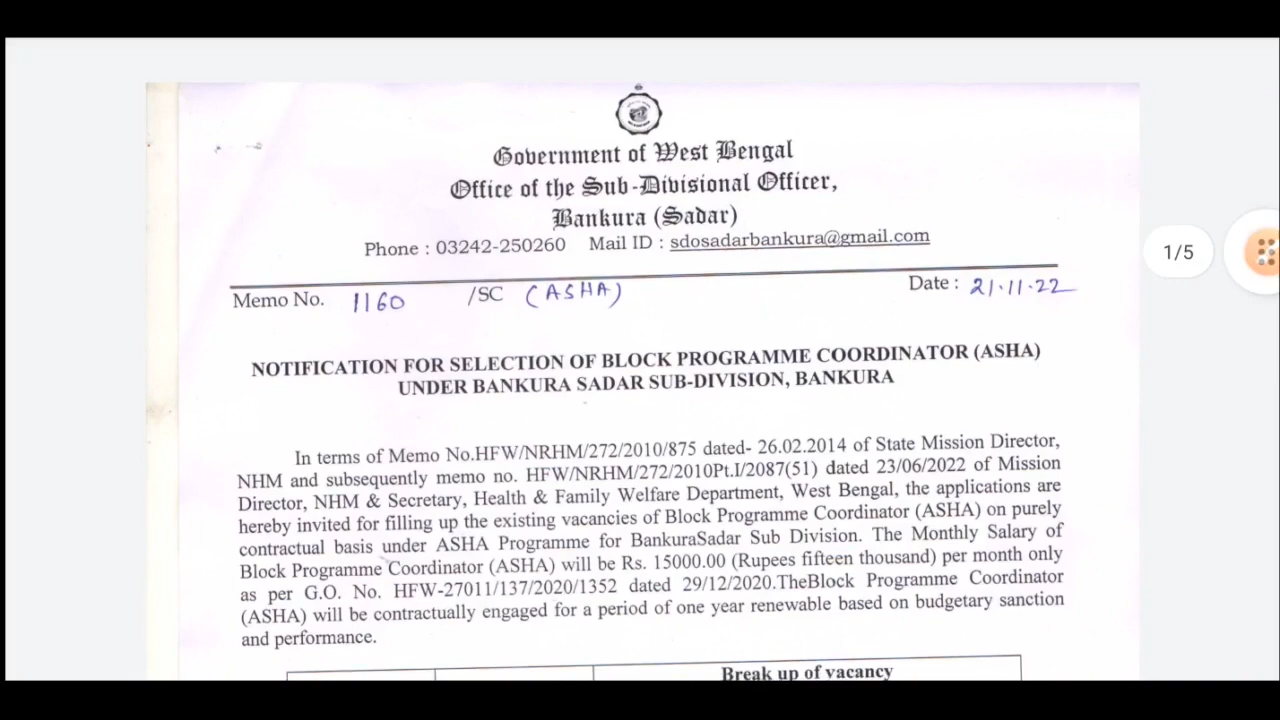 Government of West Bengal
Office of the Sub-Divisional Officer,
Bankura (Sadar)
Phone : 03242-250260 Mail ID : sdosadarbankura@gmail.com
Memo No. 1160 /SC (ASHA) Date : 21.11.22
1/5
NOTIFICATION FOR SELECTION OF BLOCK PROGRAMME COORDINATOR (ASHA)
UNDER BANKURA SADAR SUB-DIVISION, BANKURA
In terms of Memo No.HFW/NRHM/272/2010/875 dated- 26.02.2014 of State Mission Director,
NHM and subsequently memo no. HFW/NRHM/272/2010Pt.I/2087(51) dated 23/06/2022 of Mission
Director, NHM & Secretary, Health & Family Welfare Department, West Bengal, the applications are
hereby invited for filling up the existing vacancies of Block Programme Coordinator (ASHA) on purely
contractual basis under ASHA Programme for BankuraSadar Sub Division. The Monthly Salary of
Block Programme Coordinator (ASHA) will be Rs. 15000.00 (Rupees fifteen thousand) per month only
as per G.O. No. HFW-27011/137/2020/1352 dated 29/12/2020.TheBlock Programme Coordinator
(ASHA) will be contractually engaged for a period of one year renewable based on budgetary sanction
and performance.
Break up of vacancy